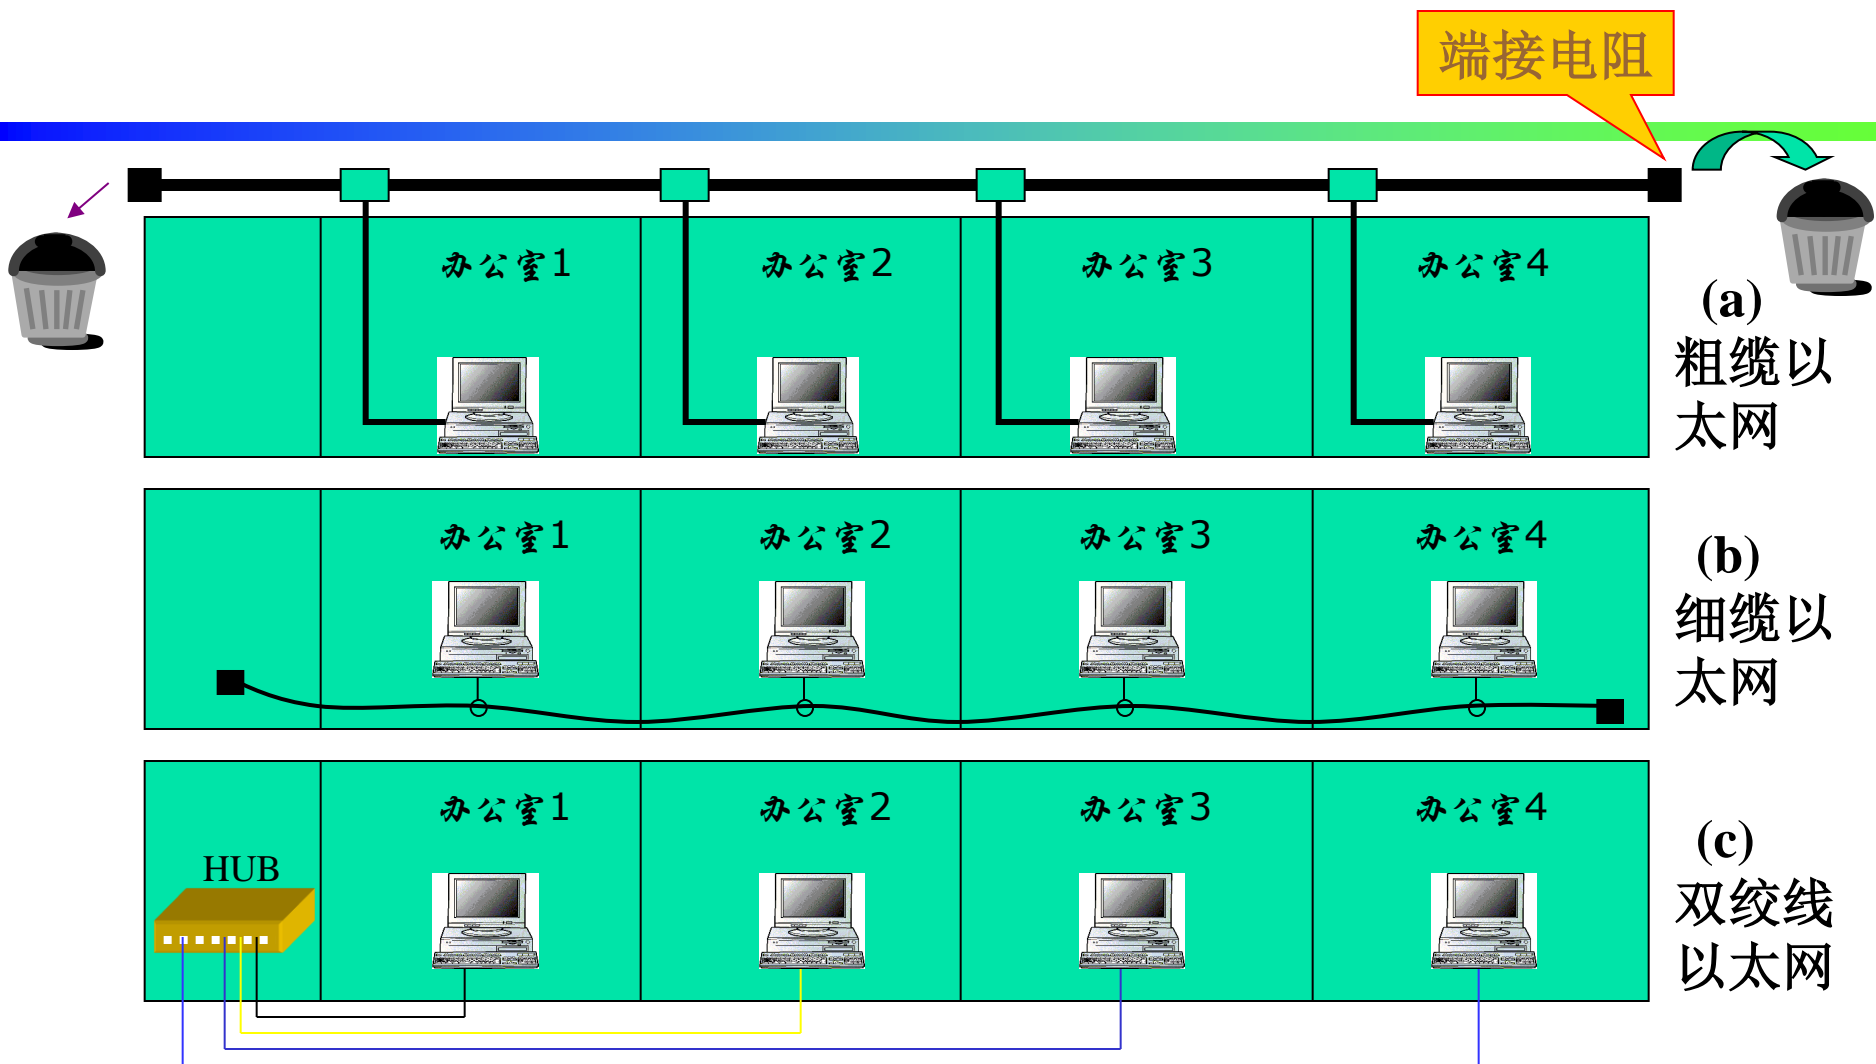 端接电阻
办公室1
办公室2
办公室3
办公室4
(a)
粗缆以
太网
办公室1
办公室2
办公室3
办公室4
(b)
细缆以
太网
办公室1
办公室2
办公室3
办公室4
HUB
(c)
双绞线
以太网